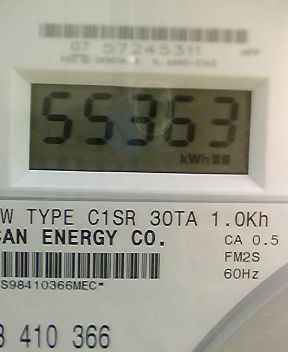 07 57245311
55363
kWh
W TYPE C1SR 30TA 1.0Kh
CAN ENERGY CO.
CA 0.5
FM2S
60Hz
S98410366MEC*
410 366